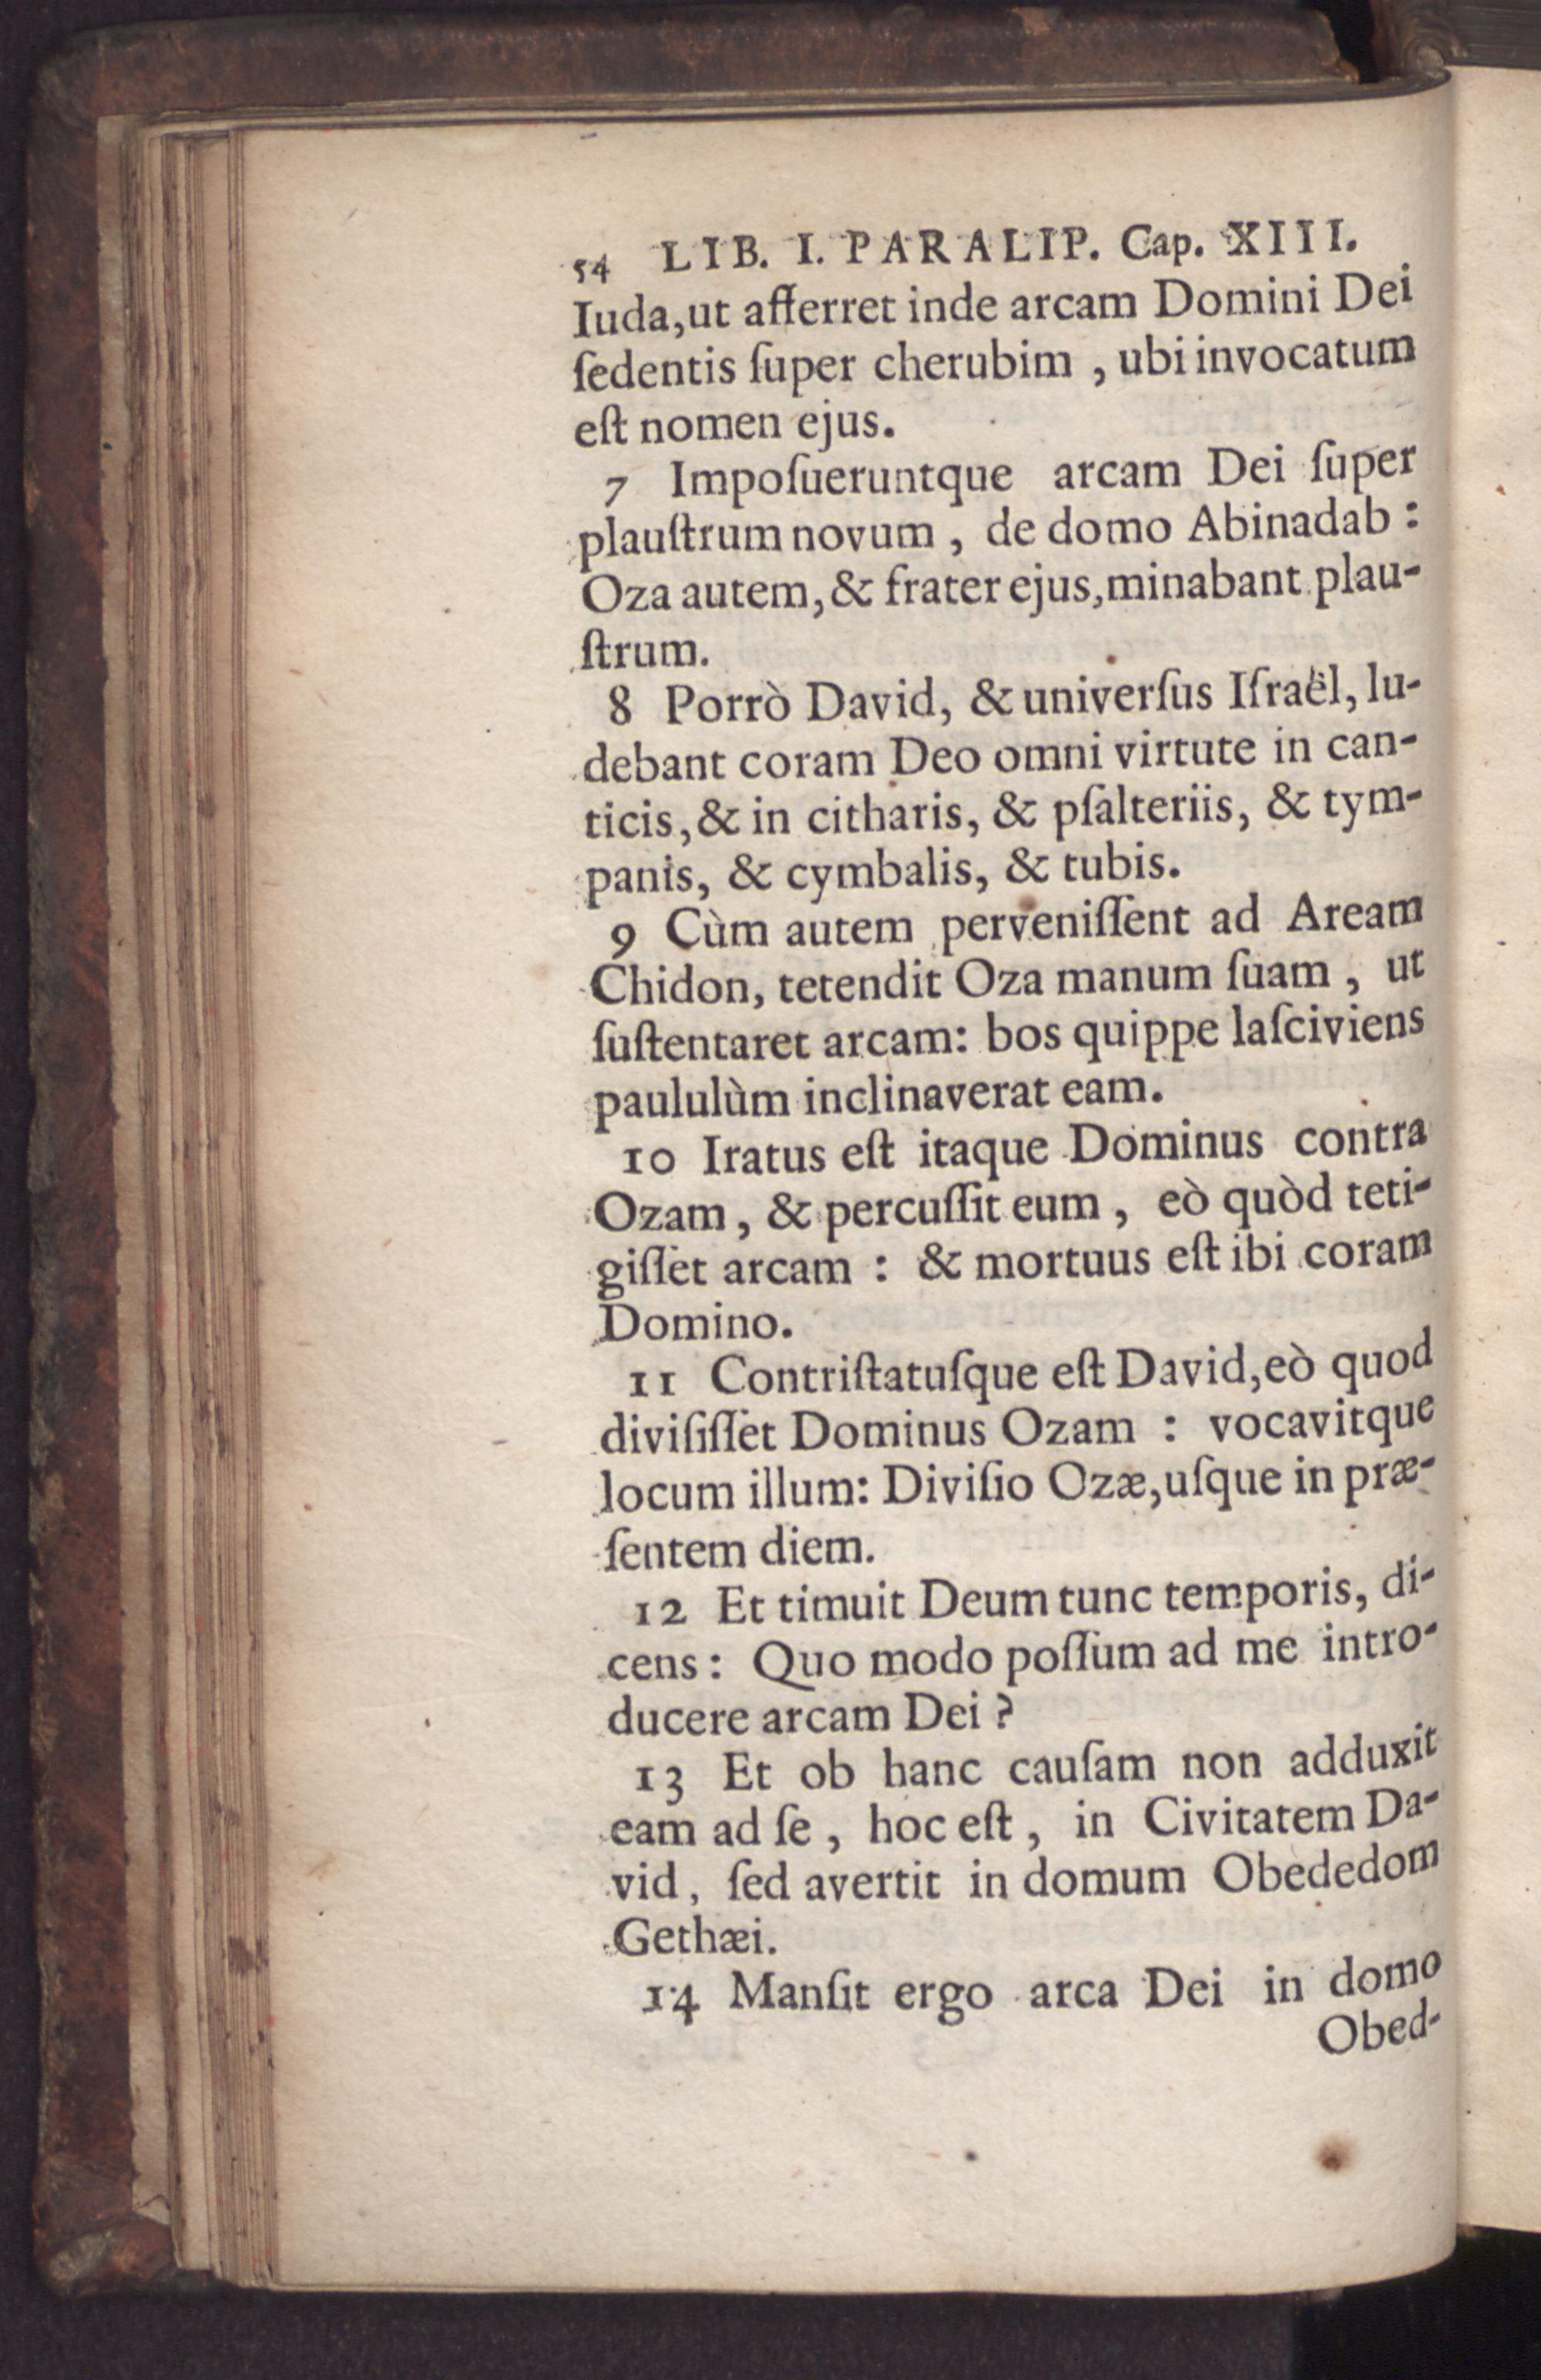 54 LIB. I. PARALIP. Cap. XIII.
Iuda,ut afferret inde arcam Domini Dei
ſedentis ſuper cherubim , ubi invocatum
eſt nomen ejus.
7 Impoſueruntque arcam Dei ſuper
plauſtrum novum , de domo Abinadab :
Oza autem,& frater ejus,minabant plau-
ſtrum.
8 Porrò David, & univerſus Iſraël, lu-
debant coram Deo omni virtute in can-
ticis,& in citharis, & pſalteriis, & tym-
panis, & cymbalis, & tubis.
9 Cùm autem perveniſſent ad Aream
Chidon, tetendit Oza manum ſuam , ut
ſuſtentaret arcam: bos quippe laſciviens
paululùm inclinaverat eam.
10 Iratus eſt itaque Dominus contra
Ozam , & percuſſit eum , eò quòd teti-
giſſet arcam : & mortuus eſt ibi coram
Domino.
11 Contriſtatuſque eſt David,eò quod
diviſiſſet Dominus Ozam : vocavitque
locum illum: Diviſio Ozæ,uſque in præ-
ſentem diem.
12 Et timuit Deum tunc temporis, di-
cens : Quo modo poſſum ad me intro-
ducere arcam Dei ?
13 Et ob hanc cauſam non adduxit
eam ad ſe , hoc eſt , in Civitatem Da-
vid, ſed avertit in domum Obededom
Gethæi.
14 Manſit ergo arca Dei in domo
Obed-